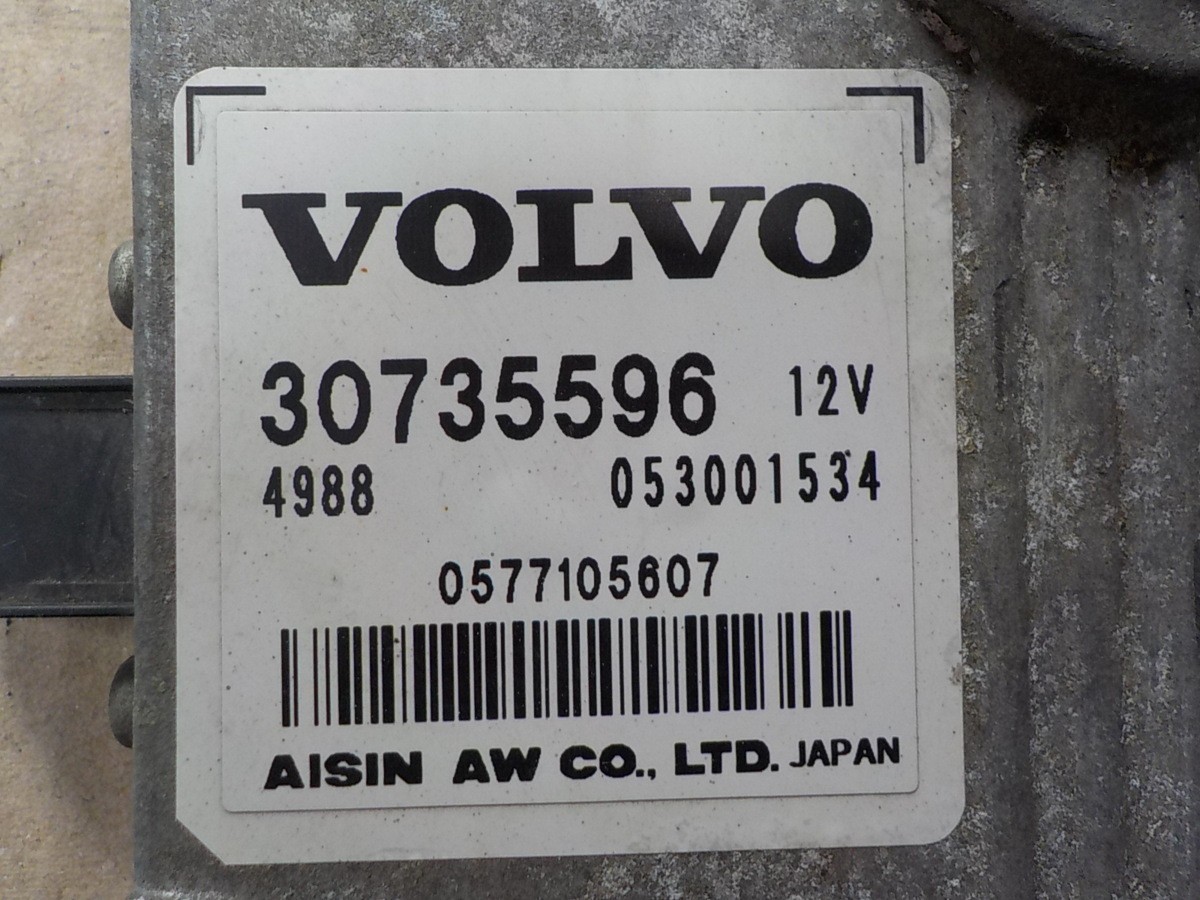 VOLVO
30735596 12V
4988 053001534
0577105607
AISIN AW CO., LTD. JAPAN